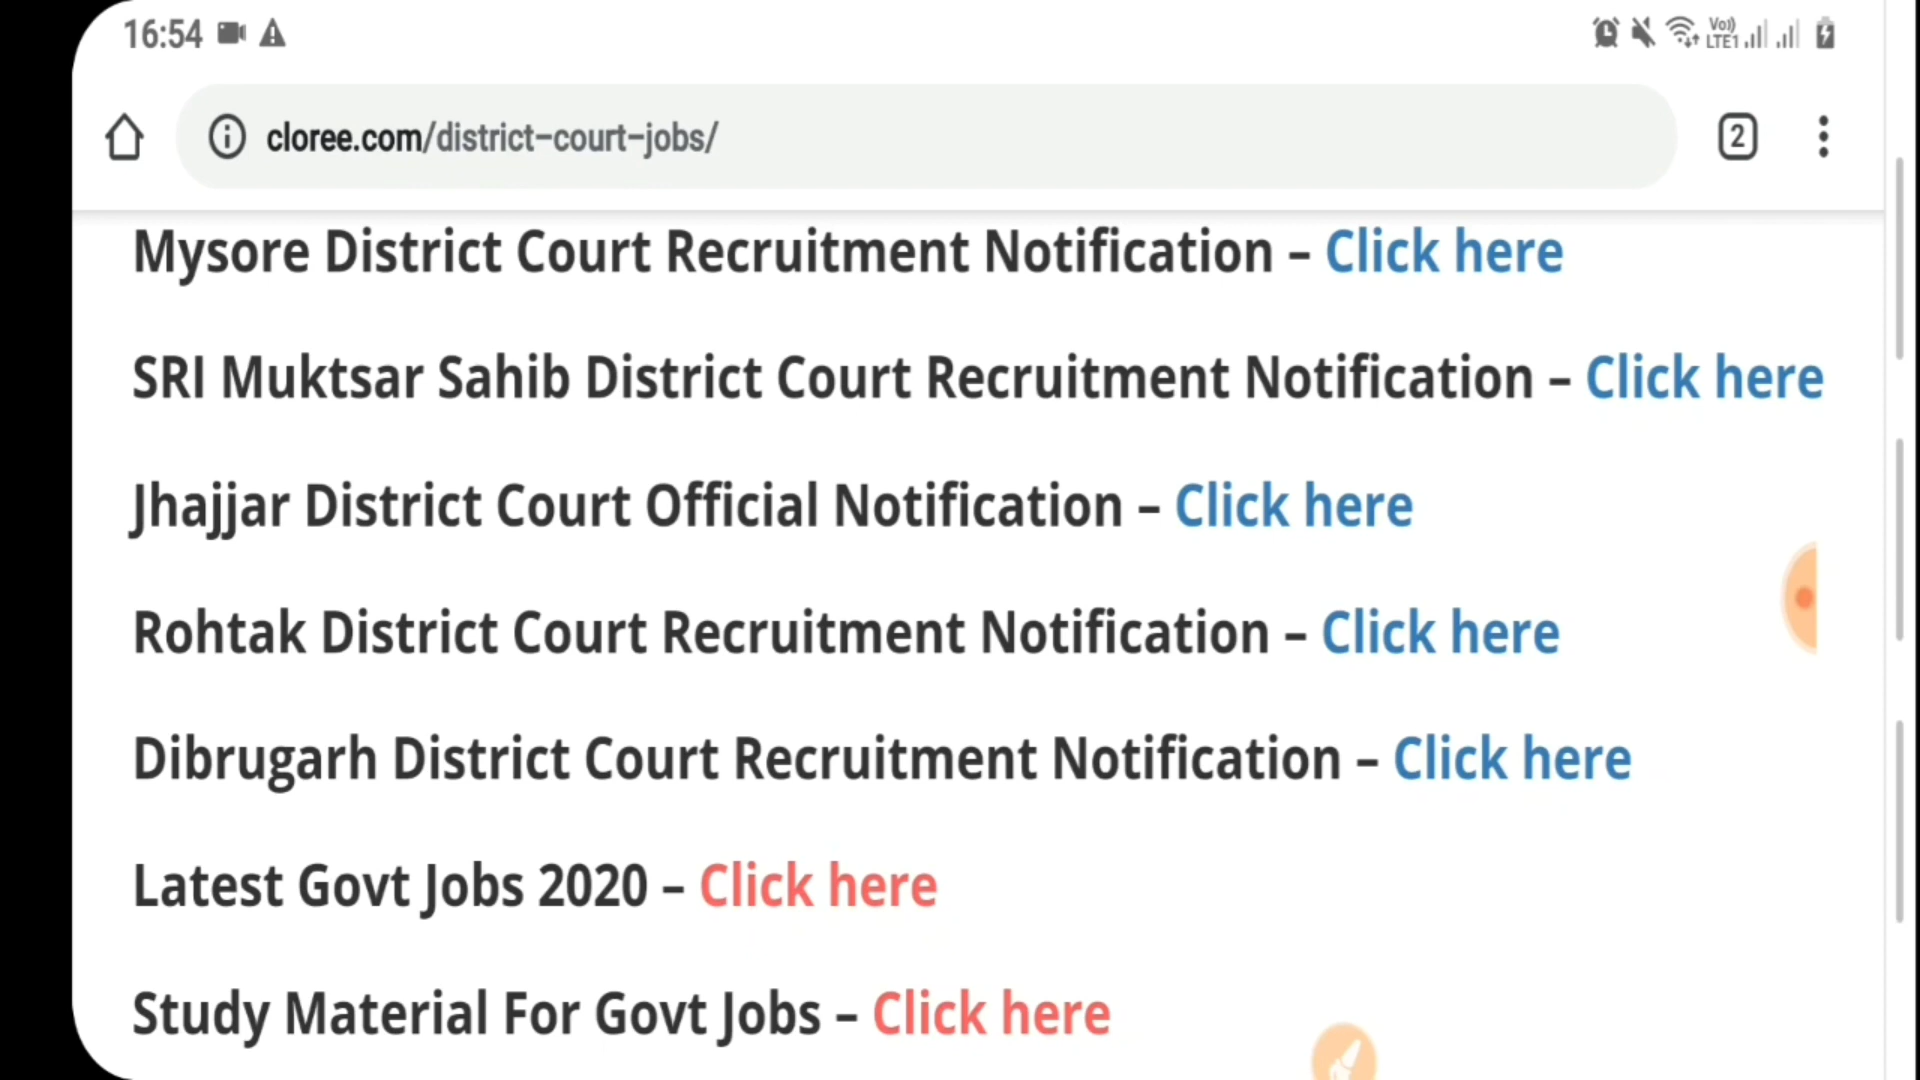 16:54
Vo)) LTE1
cloree.com/district-court-jobs/
2
Mysore District Court Recruitment Notification – Click here
SRI Muktsar Sahib District Court Recruitment Notification – Click here
Jhajjar District Court Official Notification – Click here
Rohtak District Court Recruitment Notification – Click here
Dibrugarh District Court Recruitment Notification – Click here
Latest Govt Jobs 2020 – Click here
Study Material For Govt Jobs – Click here